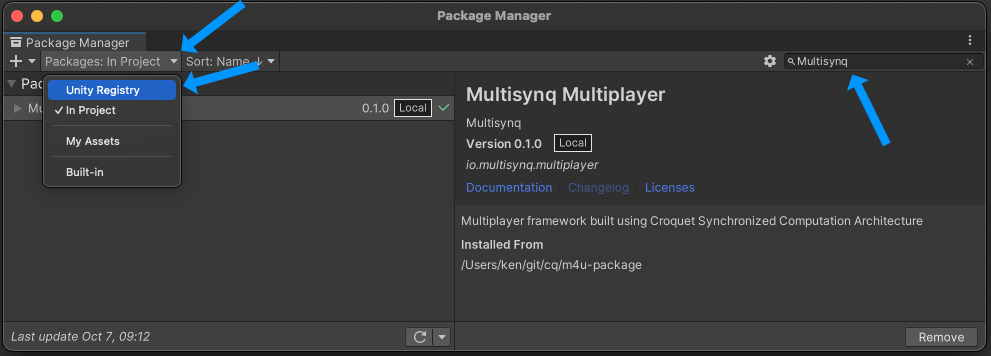 Package Manager
Package Manager
Packages: In Project
Sort: Name ↓
Multisynq
Pac
Unity Registry
In Project
My Assets
Built-in
Mu
0.1.0 Local
Multisynq Multiplayer
Multisynq
Version 0.1.0 Local
io.multisynq.multiplayer
Documentation Changelog Licenses
Multiplayer framework built using Croquet Synchronized Computation Architecture
Installed From
/Users/ken/git/cq/m4u-package
Last update Oct 7, 09:12
Remove